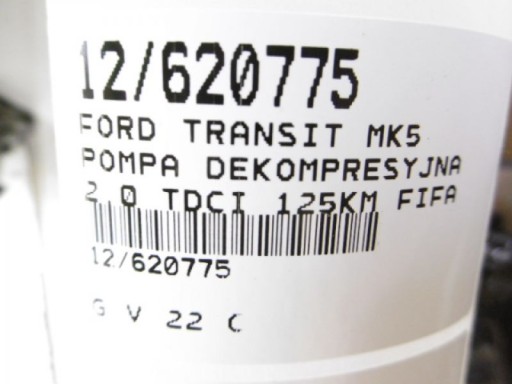 12/620775
FORD TRANSIT MK5
POMPA DEKOMPRESYJNA
2.0 TDCI 125KM FIFA
12/620775
G V 22 C